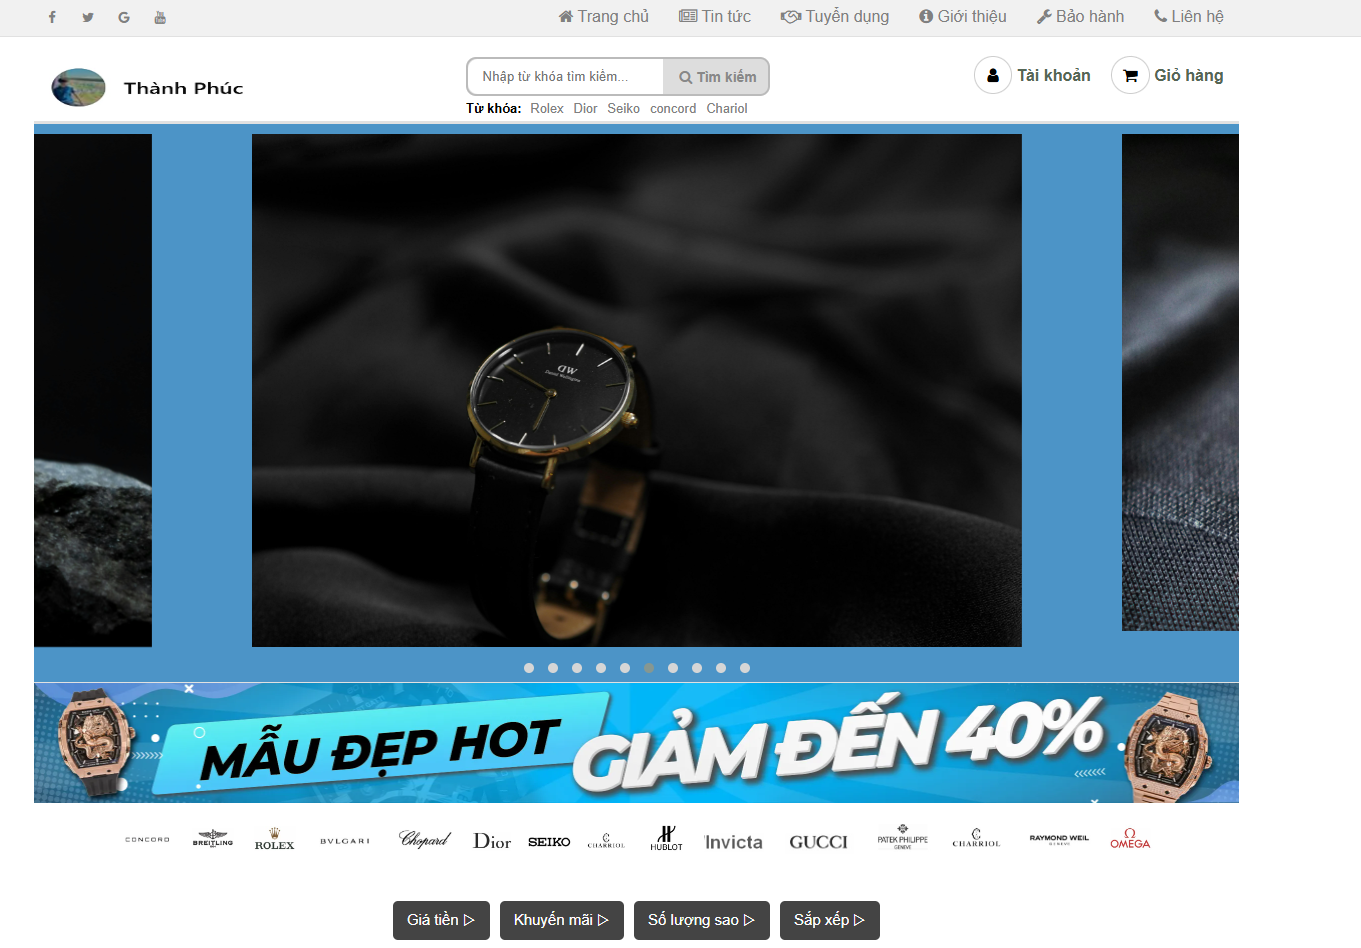 Trang chủ Tin tức Tuyển dụng Giới thiệu Bảo hành Liên hệ
Thành Phúc
Nhập từ khóa tìm kiếm... Tìm kiếm
Tài khoản Giỏ hàng
Từ khóa: Rolex Dior Seiko concord Chariol
DW
Daniel Wellington
MẪU ĐẸP HOT GIẢM ĐẾN 40%
CONCORD BREITLING ROLEX BVLGARI Chopard Dior SEIKO CHARRIOL HUBLOT Invicta GUCCI PATEK PHILIPPE GENEVE CHARRIOL RAYMOND WEIL GENEVE OMEGA
Giá tiền ▷ Khuyến mãi ▷ Số lượng sao ▷ Sắp xếp ▷